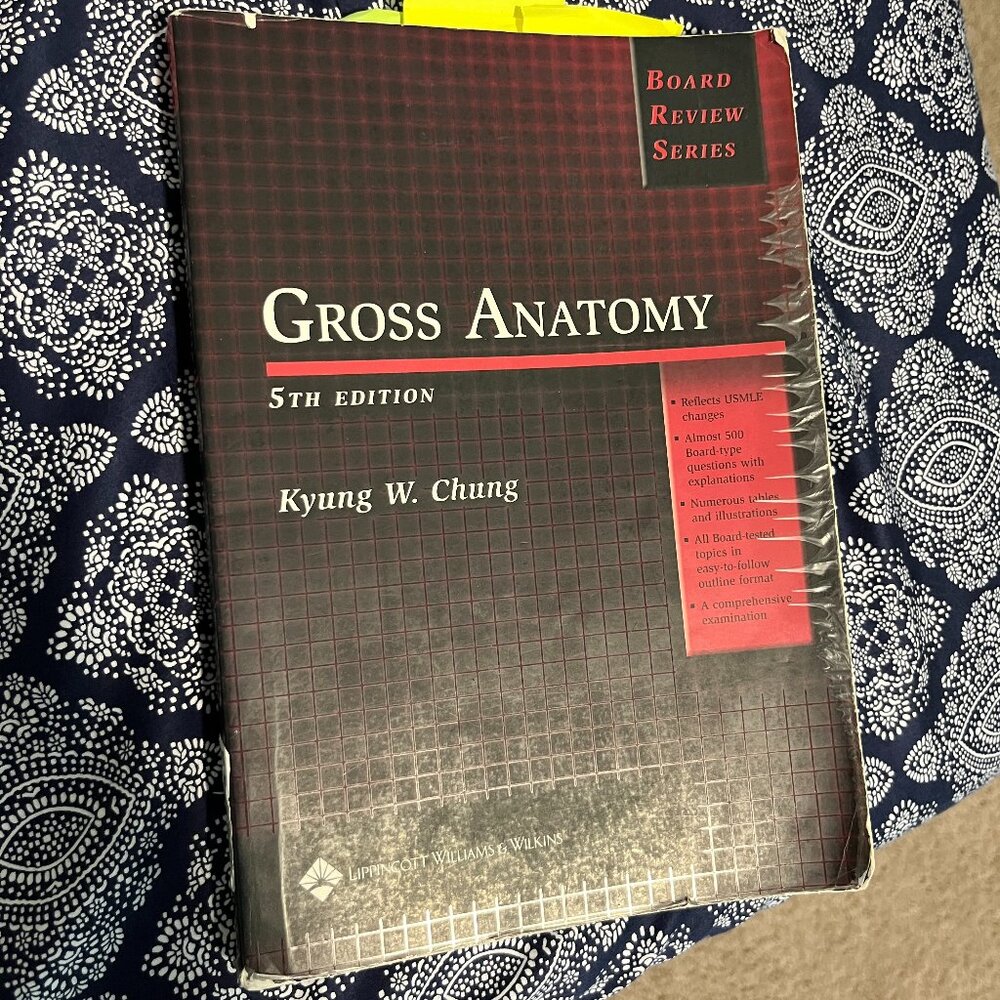 BOARD
REVIEW
SERIES
GROSS ANATOMY
5TH EDITION
Kyung W. Chung
▪ Reflects USMLE
changes
▪ Almost 500
Board-type
questions with
explanations
▪ Numerous tables
and illustrations
▪ All Board-tested
topics in
easy-to-follow
outline format
▪ A comprehensive
examination
LIPPINCOTT WILLIAMS & WILKINS